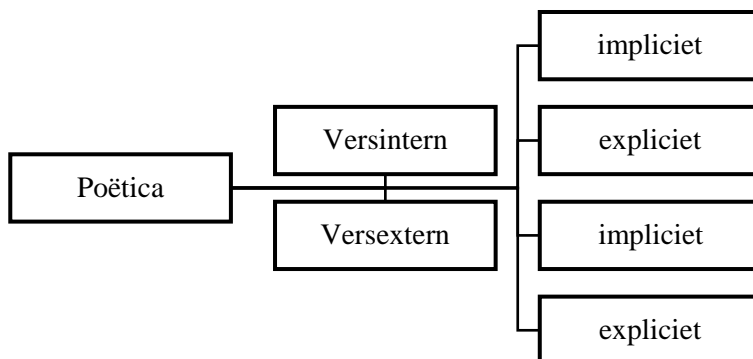 Poëtica
Versintern
Versextern
impliciet
expliciet
impliciet
expliciet